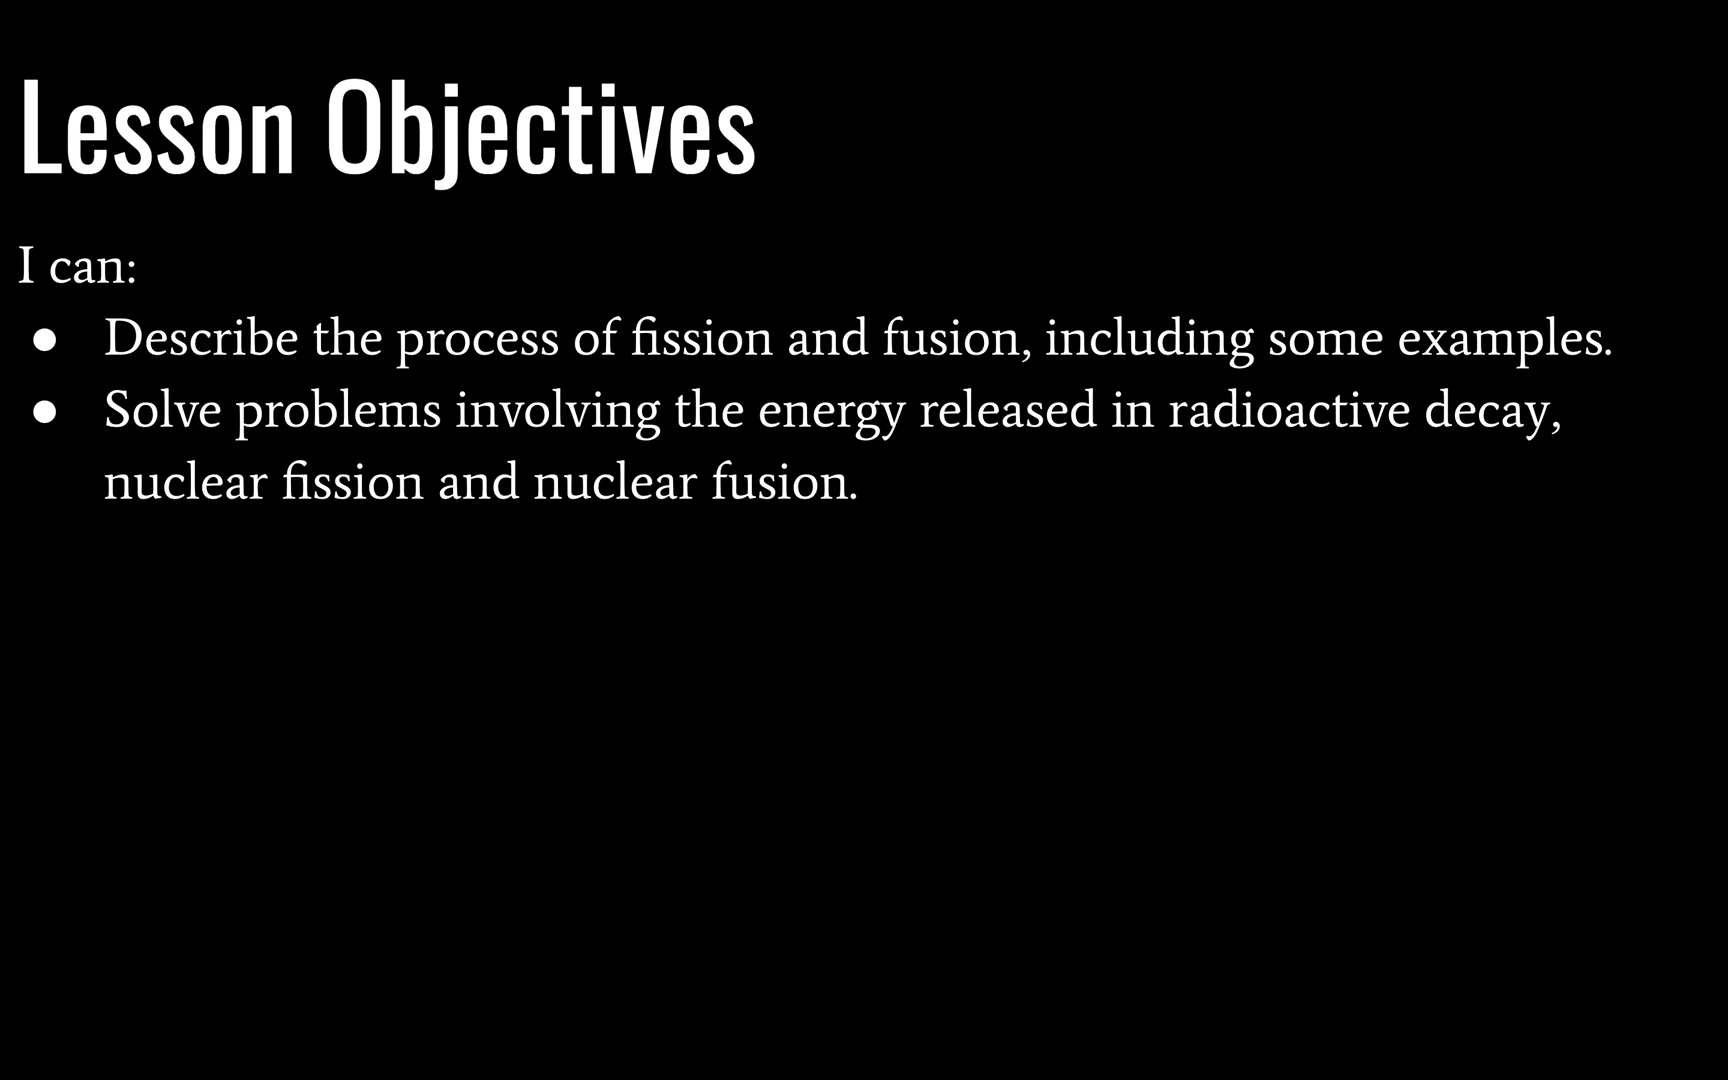 Lesson Objectives
I can:
● Describe the process of fission and fusion, including some examples.
● Solve problems involving the energy released in radioactive decay,
nuclear fission and nuclear fusion.